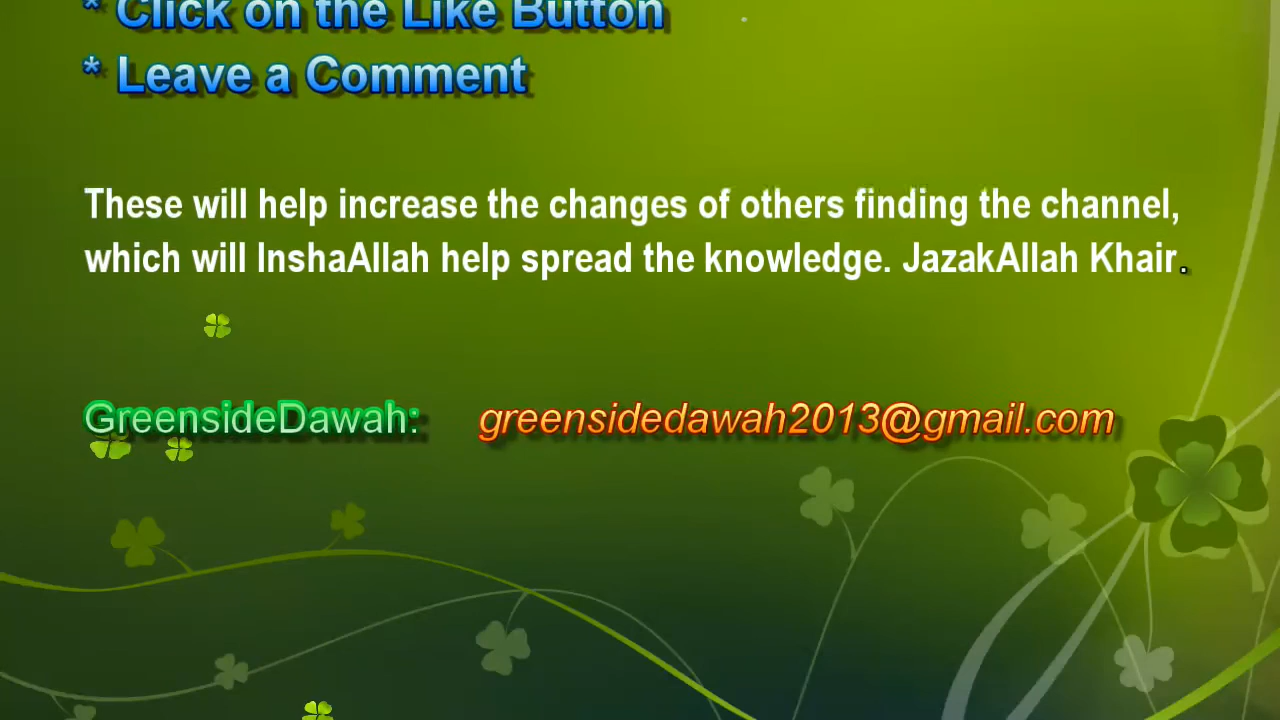 * Click on the Like Button
* Leave a Comment
These will help increase the changes of others finding the channel,
which will InshaAllah help spread the knowledge. JazakAllah Khair.
GreensideDawah: greensidedawah2013@gmail.com